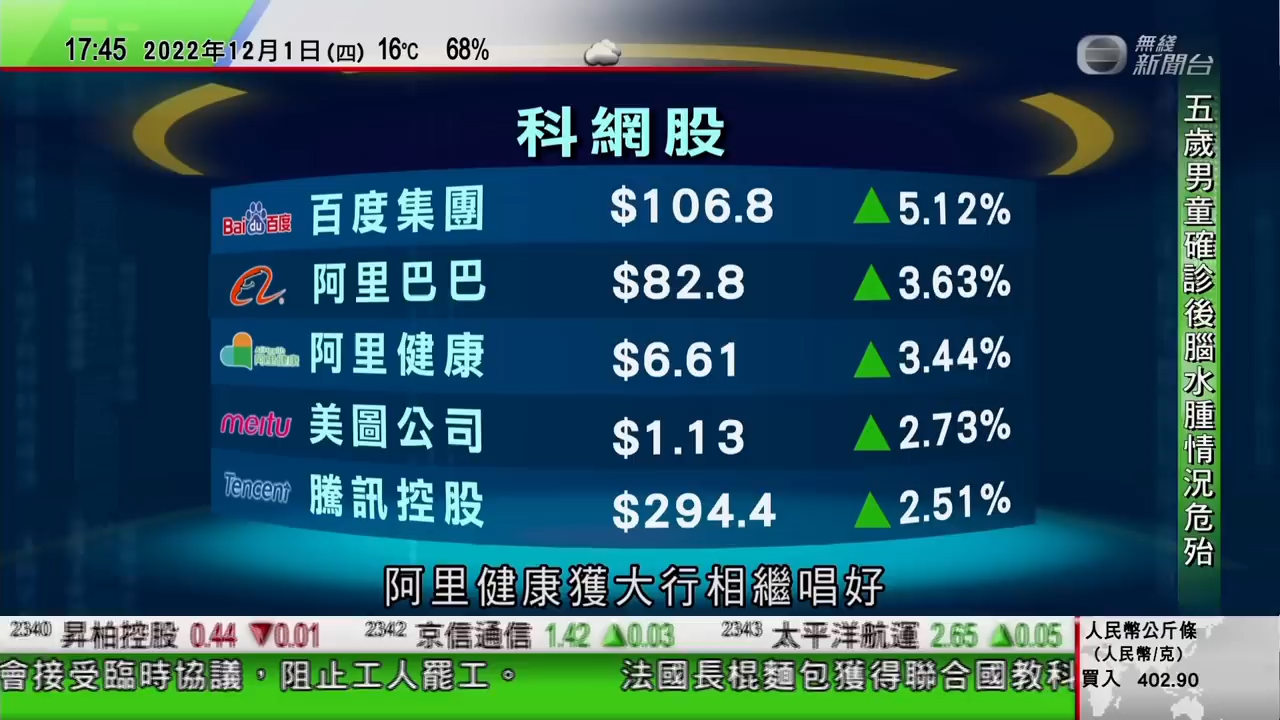 17:45 2022年12月1日(四) 16℃ 68%
無綫
新聞台
科網股
Bai du 百度 百度集團 $106.8 ▲ 5.12%
阿里巴巴 $82.8 ▲ 3.63%
阿里健康 $6.61 ▲ 3.44%
meitu 美圖公司 $1.13 ▲ 2.73%
Tencent 騰訊控股 $294.4 ▲ 2.51%
五歲男童確診後腦水腫情況危殆
阿里健康獲大行相繼唱好
2340 昇柏控股 0.44 ▼0.01 2342 京信通信 1.42 ▲0.03 2343 太平洋航運 2.65 ▲0.05
會接受臨時協議，阻止工人罷工。 法國長棍麵包獲得聯合國教科
人民幣公斤條
(人民幣/克)
買入 402.90